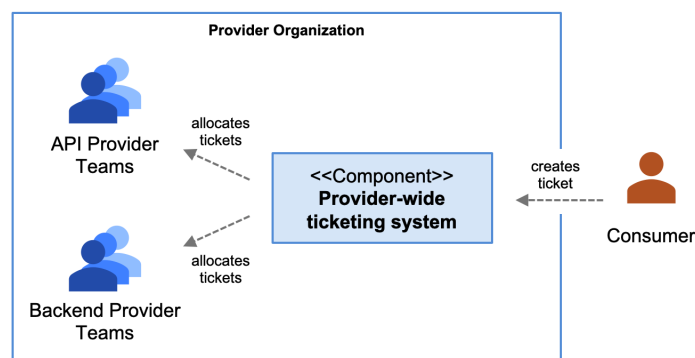 Provider Organization
API Provider
Teams
allocates
tickets
<<Component>>
Provider-wide
ticketing system
creates
ticket
Consumer
allocates
tickets
Backend Provider
Teams